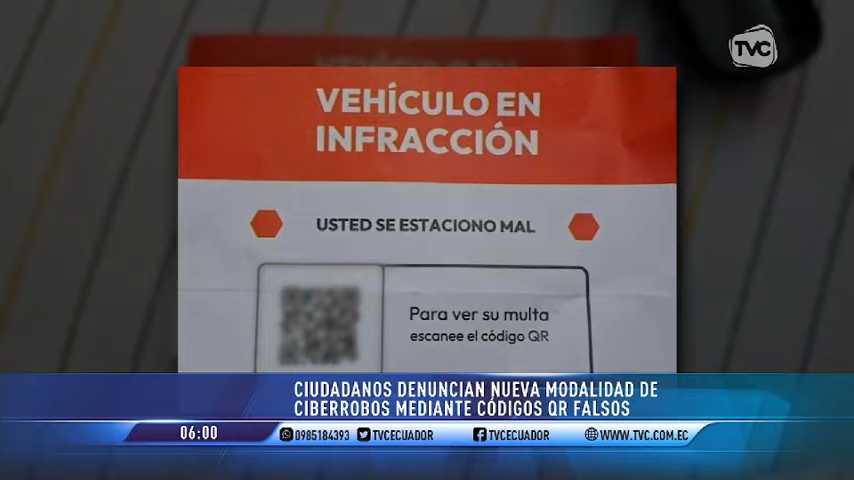 TVC
VEHÍCULO EN
INFRACCIÓN
USTED SE ESTACIONO MAL
Para ver su multa
escanee el código QR
CIUDADANOS DENUNCIAN NUEVA MODALIDAD DE
CIBERROBOS MEDIANTE CÓDIGOS QR FALSOS
06:00 0985184393 TVCECUADOR TVCECUADOR WWW.TVC.COM.EC